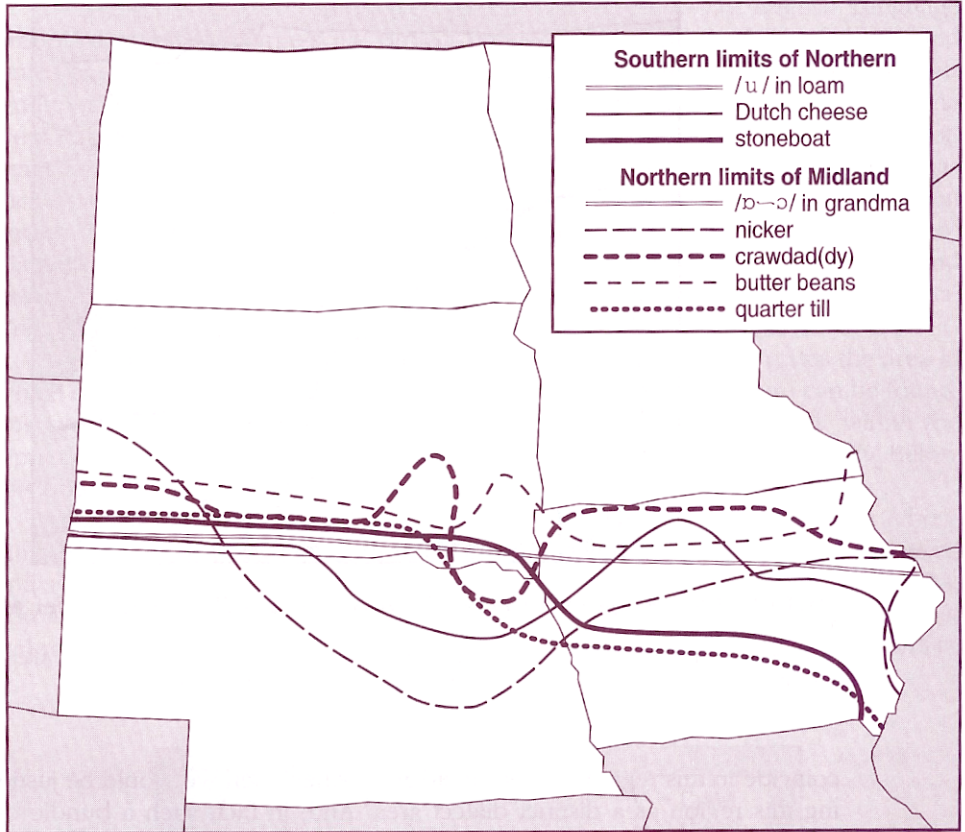 Southern limits of Northern
/u/ in loam
Dutch cheese
stoneboat
Northern limits of Midland
/ɒ–ɔ/ in grandma
nicker
crawdad(dy)
butter beans
quarter till